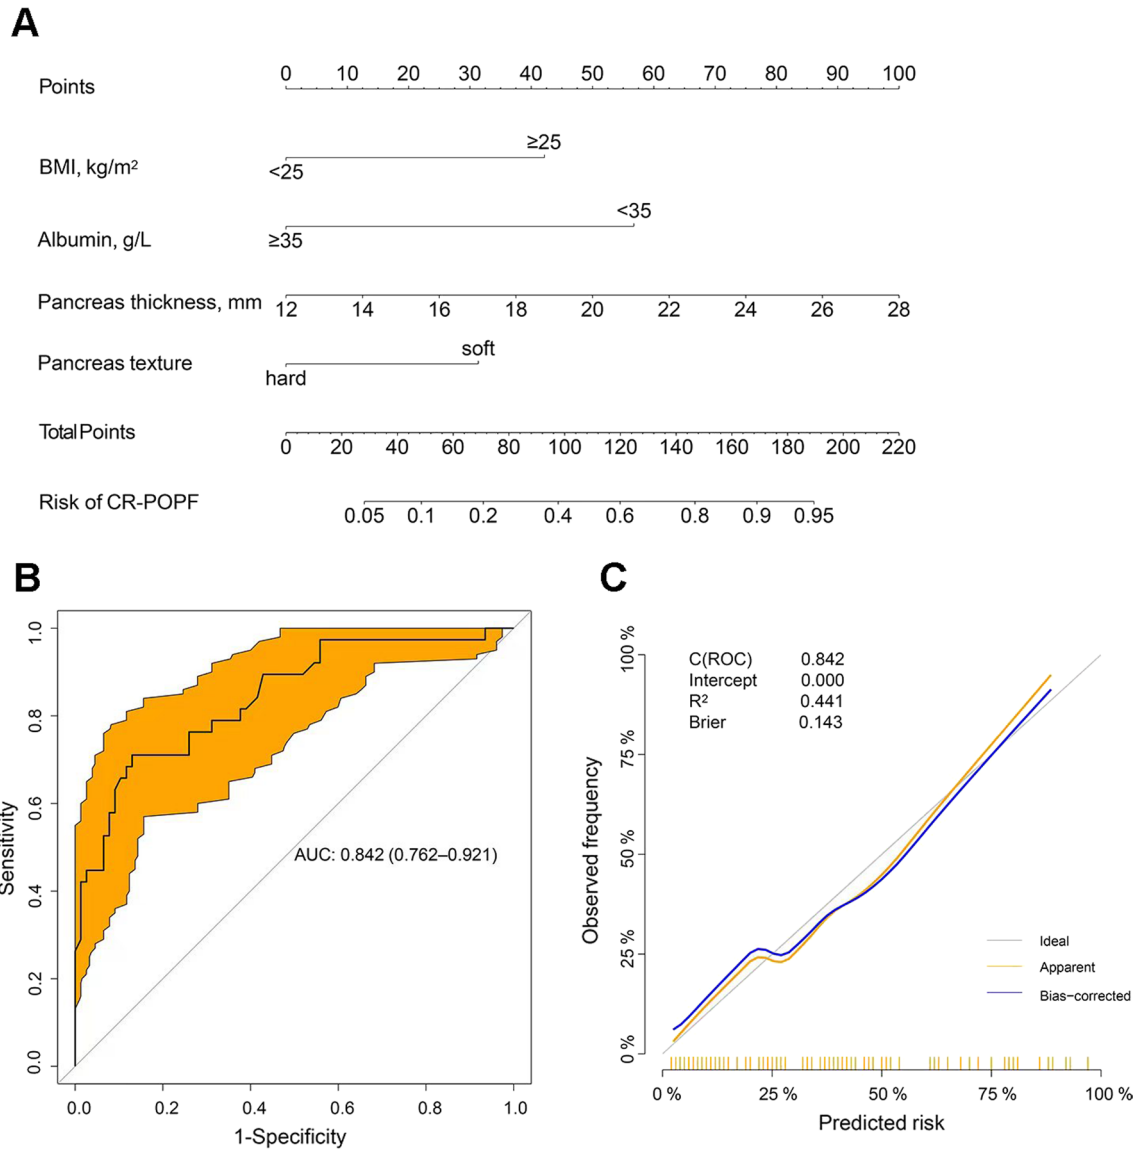 A
Points
0 10 20 30 40 50 60 70 80 90 100
BMI, kg/m²
≥25
<25
Albumin, g/L
<35
≥35
Pancreas thickness, mm
12 14 16 18 20 22 24 26 28
Pancreas texture
soft
hard
Total Points
0 20 40 60 80 100 120 140 160 180 200 220
Risk of CR-POPF
0.05 0.1 0.2 0.4 0.6 0.8 0.9 0.95
B
Sensitivity
1.0
0.8
0.6
0.4
0.2
0.0
AUC: 0.842 (0.762–0.921)
0.0 0.2 0.4 0.6 0.8 1.0
1-Specificity
C
Observed frequency
100 %
75 %
50 %
25 %
0 %
C(ROC) 0.842
Intercept 0.000
R² 0.441
Brier 0.143
Ideal
Apparent
Bias−corrected
0 % 25 % 50 % 75 % 100 %
Predicted risk